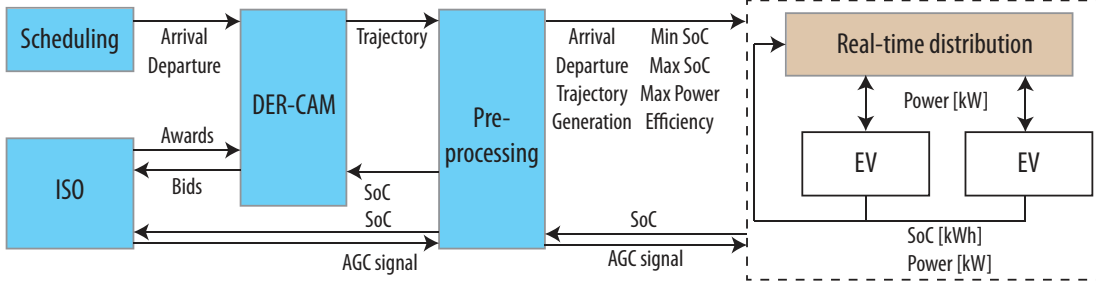 Scheduling
Arrival
Departure
DER-CAM
Trajectory
Pre-
processing
Arrival
Departure
Trajectory
Generation
Min SoC
Max SoC
Max Power
Efficiency
Real-time distribution
Power [kW]
EV
EV
ISO
Awards
Bids
SoC
SoC
AGC signal
SoC
AGC signal
SoC [kWh]
Power [kW]